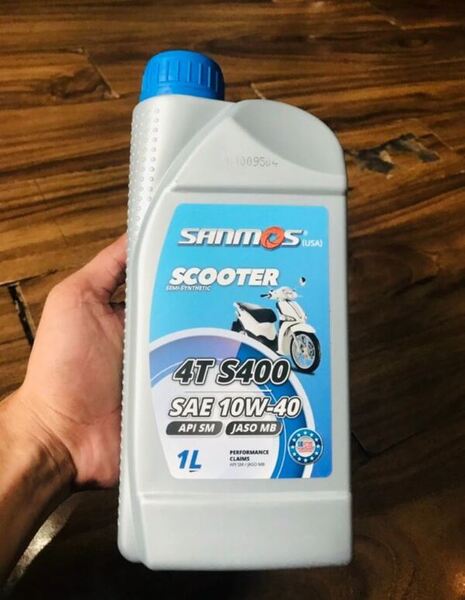 SANMOS® (USA)
SCOOTER
SEMI-SYNTHETIC
4T S400
SAE 10W-40
API SM JASO MB
1L
PERFORMANCE
CLAIMS
API SM / JASO MB